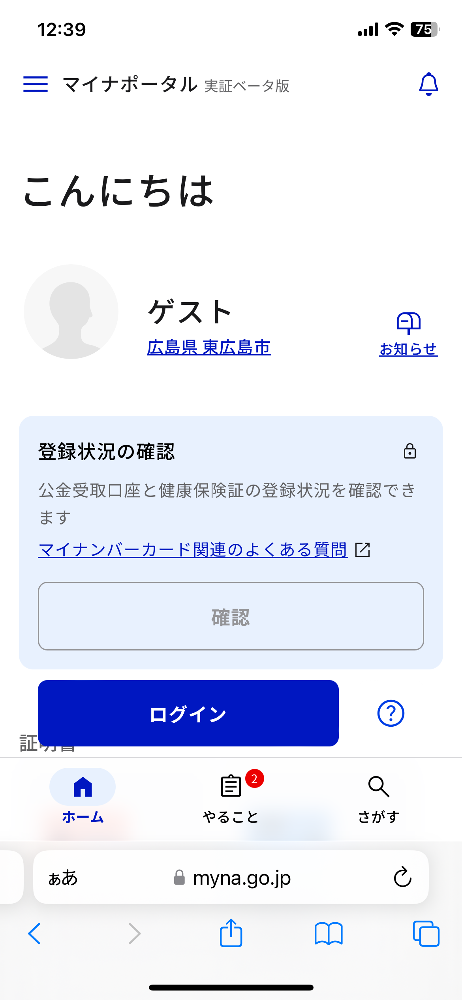 12:39
75
マイナポータル 実証ベータ版
こんにちは
ゲスト
広島県 東広島市
お知らせ
登録状況の確認
公金受取口座と健康保険証の登録状況を確認でき
ます
マイナンバーカード関連のよくある質問
確認
ログイン
?
証明書
2
ホーム
やること
さがす
ぁあ
myna.go.jp